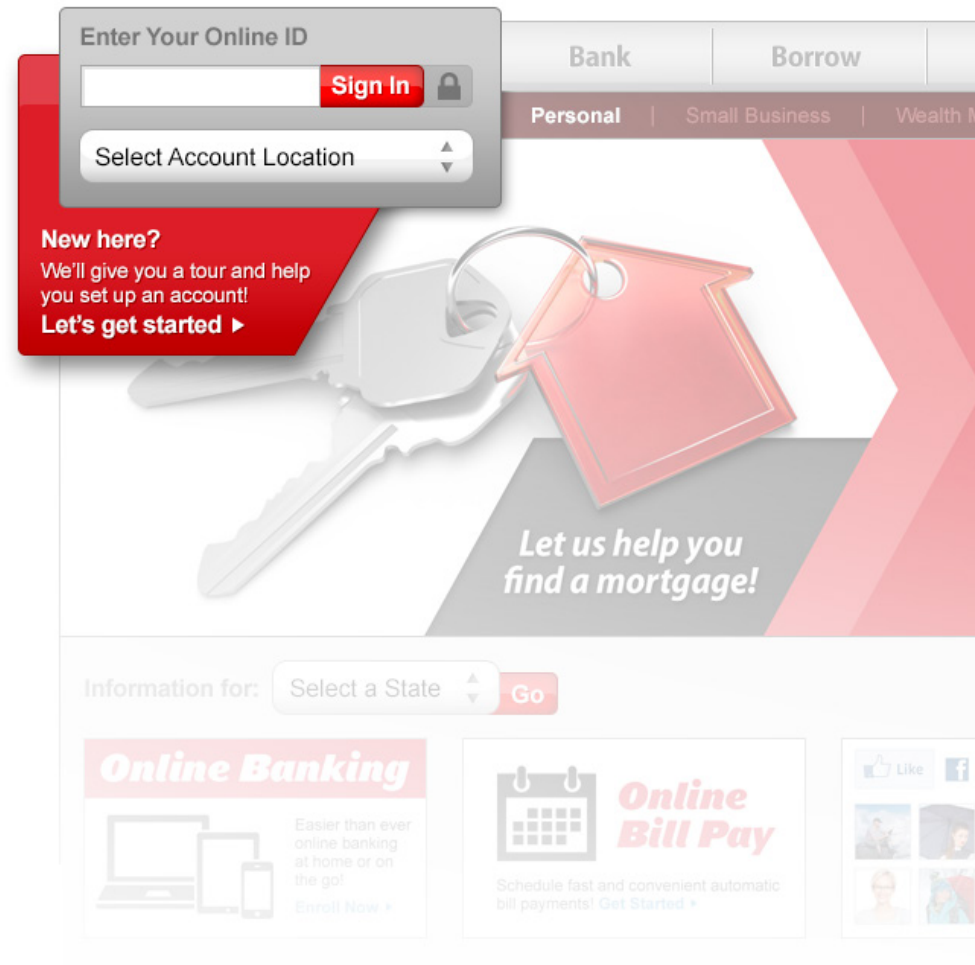 Enter Your Online ID
Sign In
Select Account Location
Bank
Borrow
Personal
Small Business
Wealth M
New here?
We'll give you a tour and help
you set up an account!
Let's get started
Let us help you
find a mortgage!
Information for:
Select a State
Go
Online Banking
Easier than ever
online banking
at home or on
the go!
Enroll Now
Online
Bill Pay
Schedule fast and convenient automatic
bill payments! Get Started
Like
f